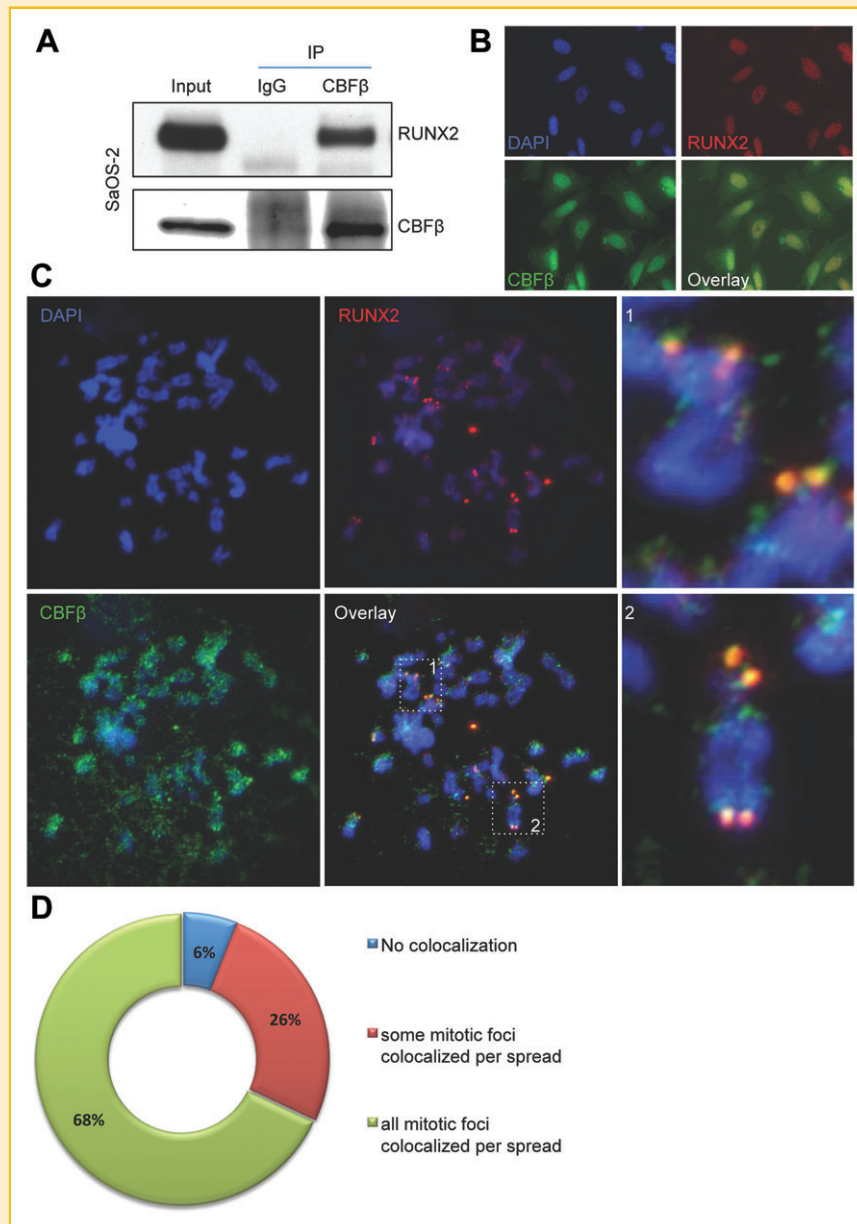 A
IP
Input IgG CBFβ
RUNX2
SaOS-2
CBFβ
B
DAPI
RUNX2
CBFβ
Overlay
C
DAPI
RUNX2
1
CBFβ
Overlay
1
2
2
D
6%
26%
68%
No colocalization
some mitotic foci
colocalized per spread
all mitotic foci
colocalized per spread